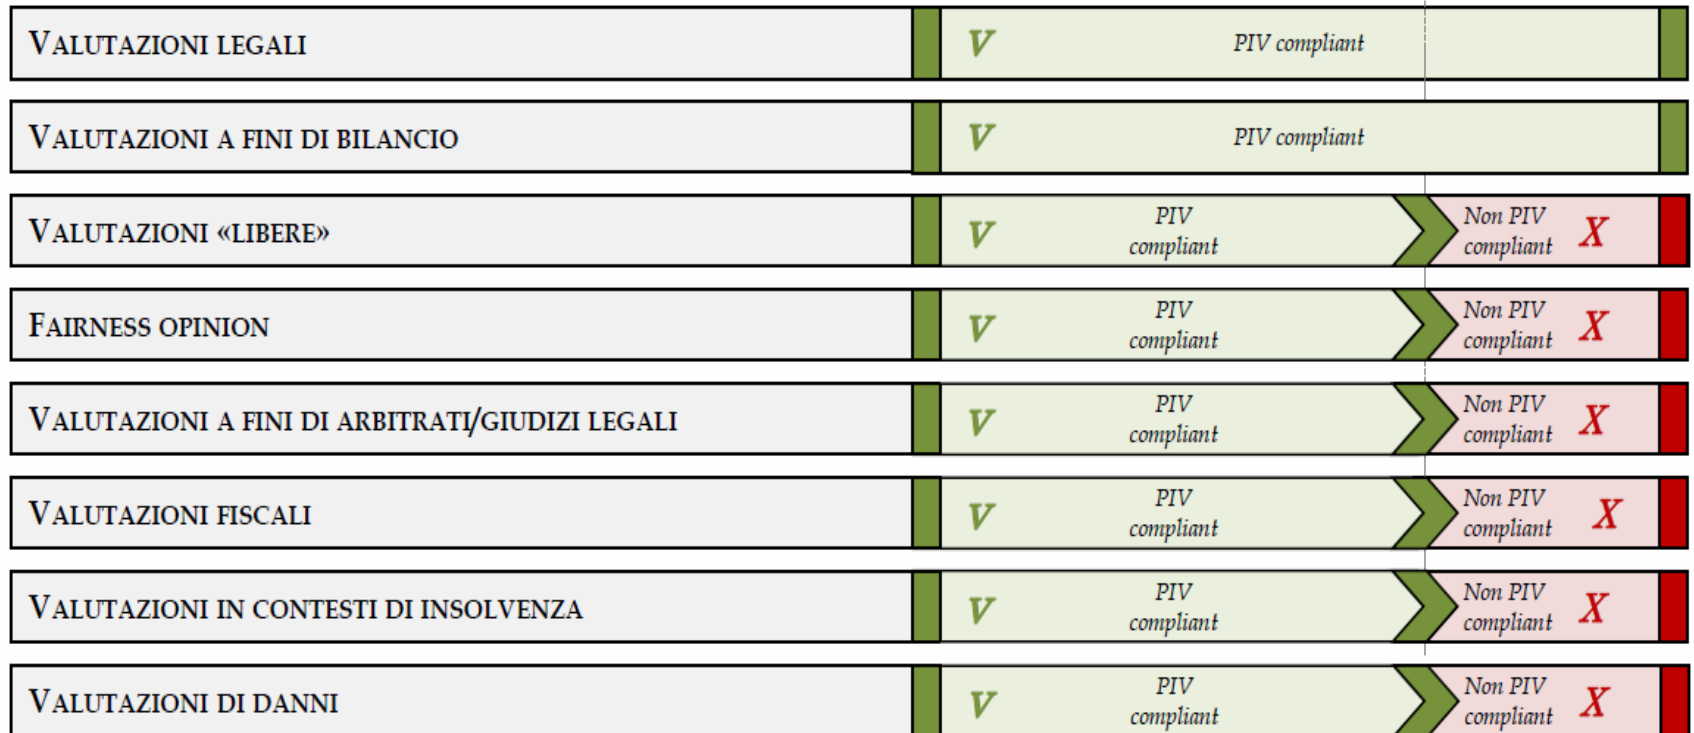 VALUTAZIONI LEGALI
V
PIV compliant
VALUTAZIONI A FINI DI BILANCIO
V
PIV compliant
VALUTAZIONI «LIBERE»
V
PIV
compliant
Non PIV
compliant
X
FAIRNESS OPINION
V
PIV
compliant
Non PIV
compliant
X
VALUTAZIONI A FINI DI ARBITRATI/GIUDIZI LEGALI
V
PIV
compliant
Non PIV
compliant
X
VALUTAZIONI FISCALI
V
PIV
compliant
Non PIV
compliant
X
VALUTAZIONI IN CONTESTI DI INSOLVENZA
V
PIV
compliant
Non PIV
compliant
X
VALUTAZIONI DI DANNI
V
PIV
compliant
Non PIV
compliant
X